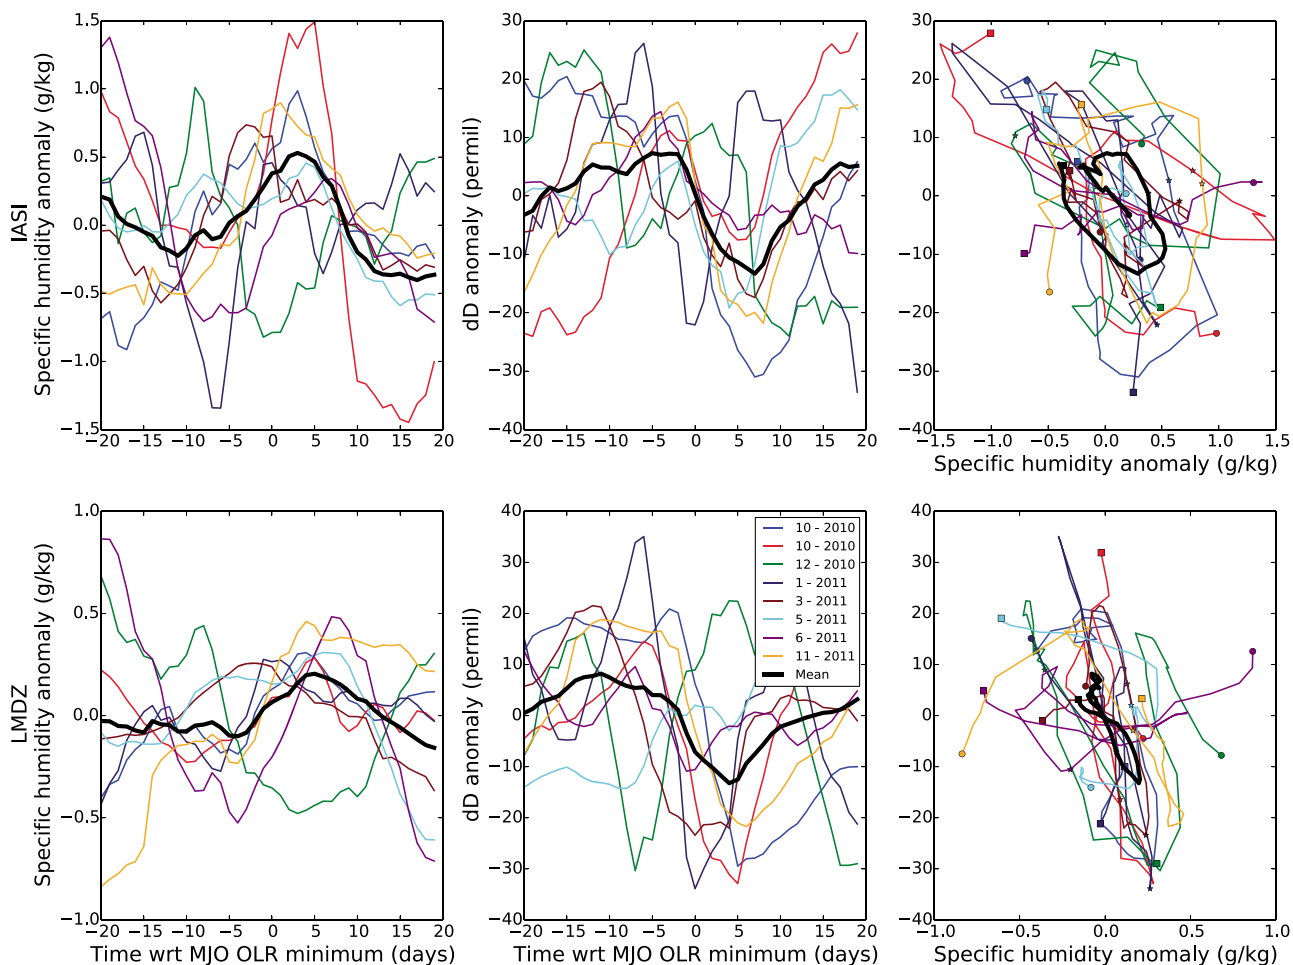 IASI
Specific humidity anomaly (g/kg)
1.5
1.0
0.5
0.0
−0.5
−1.0
−1.5
−20 −15 −10 −5 0 5 10 15 20
dD anomaly (permil)
30
20
10
0
−10
−20
−30
−40
−20 −15 −10 −5 0 5 10 15 20
30
20
10
0
−10
−20
−30
−40
−1.5 −1.0 −0.5 0.0 0.5 1.0 1.5
Specific humidity anomaly (g/kg)
LMDZ
Specific humidity anomaly (g/kg)
1.0
0.5
0.0
−0.5
−1.0
−20 −15 −10 −5 0 5 10 15 20
Time wrt MJO OLR minimum (days)
dD anomaly (permil)
40
30
20
10
0
−10
−20
−30
−40
−20 −15 −10 −5 0 5 10 15 20
Time wrt MJO OLR minimum (days)
10 - 2010
10 - 2010
12 - 2010
1 - 2011
3 - 2011
5 - 2011
6 - 2011
11 - 2011
Mean
40
30
20
10
0
−10
−20
−30
−40
−1.0 −0.5 0.0 0.5 1.0
Specific humidity anomaly (g/kg)